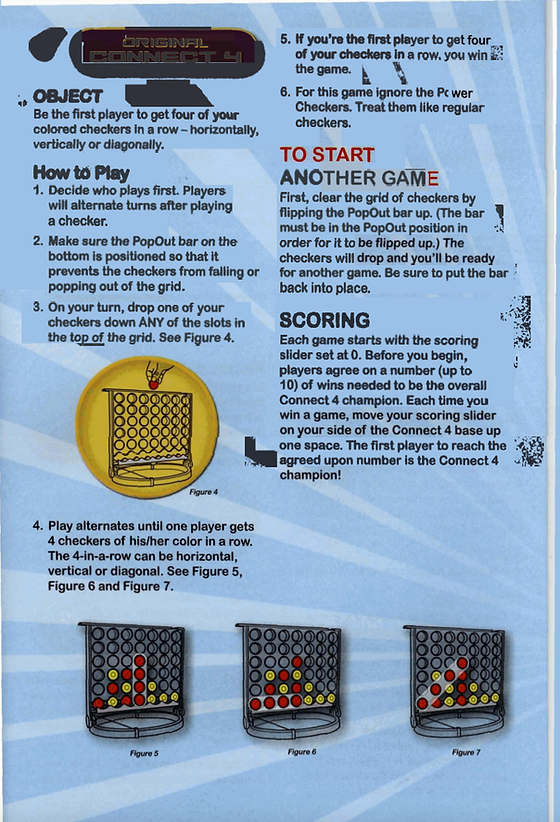 ORIGINAL
CONNECT 4
OBJECT
Be the first player to get four of your
colored checkers in a row – horizontally,
vertically or diagonally.
How to Play
1. Decide who plays first. Players
will alternate turns after playing
a checker.
2. Make sure the PopOut bar on the
bottom is positioned so that it
prevents the checkers from falling or
popping out of the grid.
3. On your turn, drop one of your
checkers down ANY of the slots in
the top of the grid. See Figure 4.
Figure 4
4. Play alternates until one player gets
4 checkers of his/her color in a row.
The 4-in-a-row can be horizontal,
vertical or diagonal. See Figure 5,
Figure 6 and Figure 7.
5. If you're the first player to get four
of your checkers in a row, you win
the game.
6. For this game ignore the Power
Checkers. Treat them like regular
checkers.
TO START
ANOTHER GAME
First, clear the grid of checkers by
flipping the PopOut bar up. (The bar
must be in the PopOut position in
order for it to be flipped up.) The
checkers will drop and you'll be ready
for another game. Be sure to put the bar
back into place.
SCORING
Each game starts with the scoring
slider set at 0. Before you begin,
players agree on a number (up to
10) of wins needed to be the overall
Connect 4 champion. Each time you
win a game, move your scoring slider
on your side of the Connect 4 base up
one space. The first player to reach the
agreed upon number is the Connect 4
champion!
Figure 5
Figure 6
Figure 7